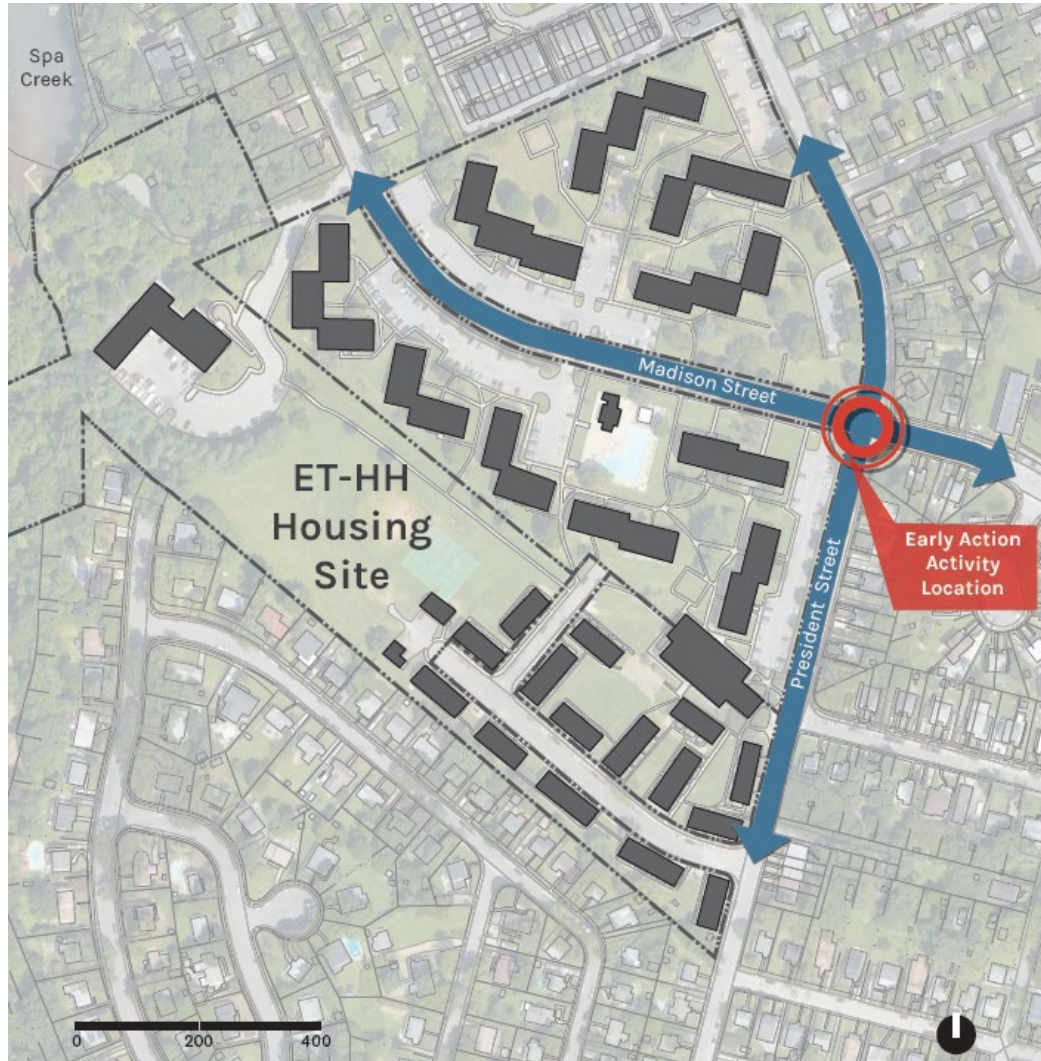 Spa
Creek
Madison Street
ET-HH
Housing
Site
Early Action
Activity
Location
President Street
0 200 400